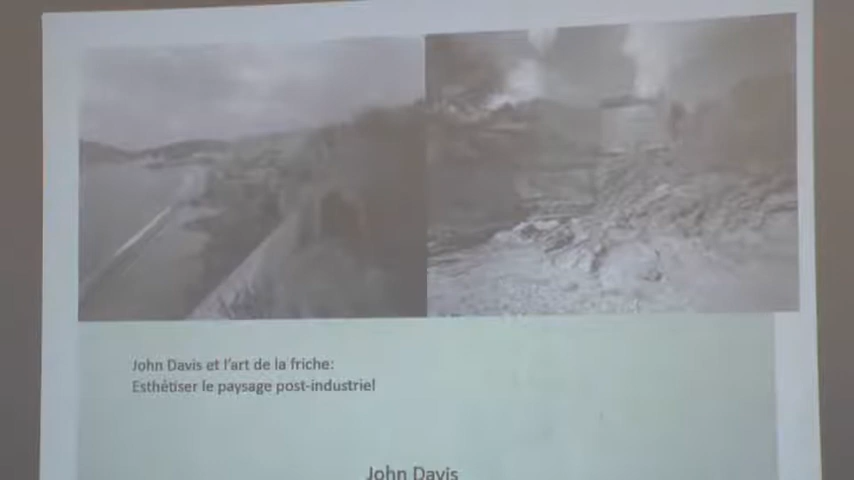 John Davis et l'art de la friche:
Esthétiser le paysage post-industriel
John Davis